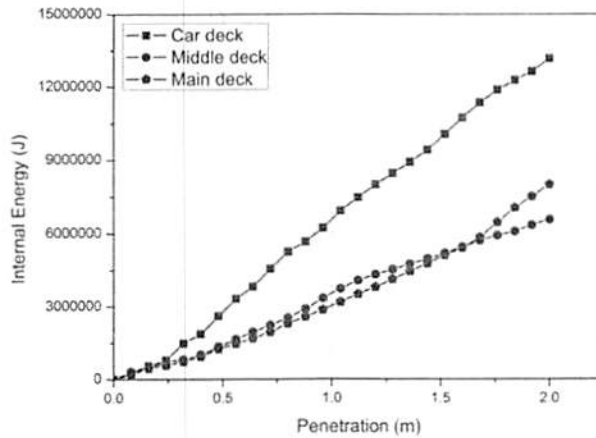 15000000
Car deck
Middle deck
Main deck
12000000
9000000
6000000
3000000
0
Internal Energy (J)
0.0 0.5 1.0 1.5 2.0
Penetration (m)